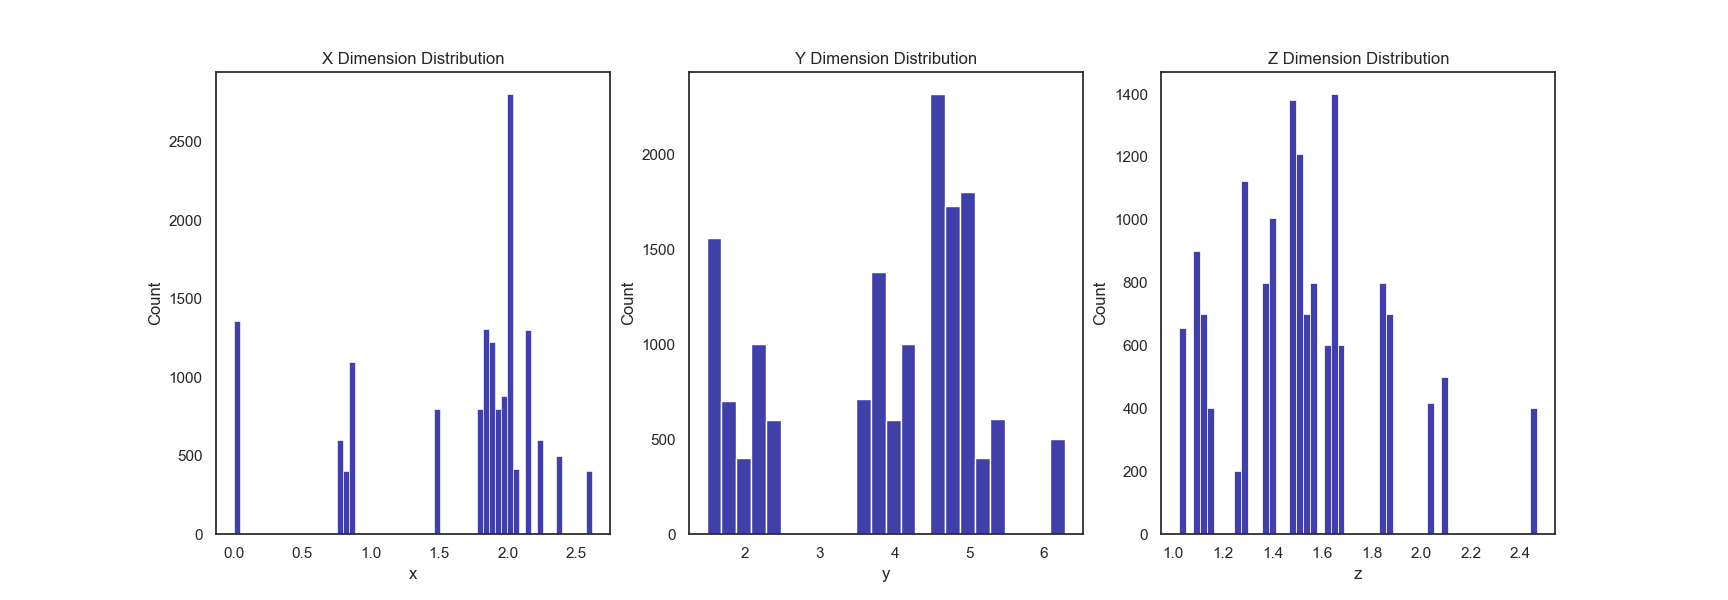 X Dimension Distribution
Count
2500
2000
1500
1000
500
0
0.0 0.5 1.0 1.5 2.0 2.5
x
Y Dimension Distribution
Count
2000
1500
1000
500
0
2 3 4 5 6
y
Z Dimension Distribution
Count
1400
1200
1000
800
600
400
200
0
1.0 1.2 1.4 1.6 1.8 2.0 2.2 2.4
z